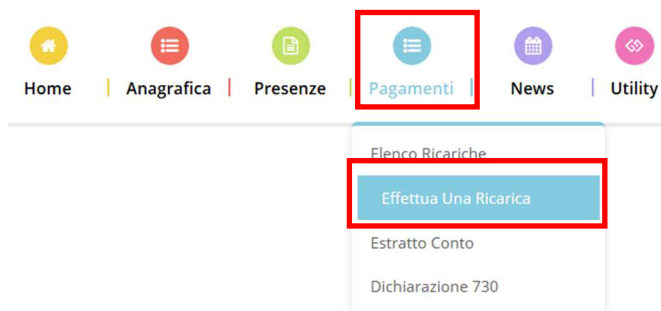 Home | Anagrafica | Presenze | Pagamenti | News | Utility
Elenco Ricariche
Effettua Una Ricarica
Estratto Conto
Dichiarazione 730